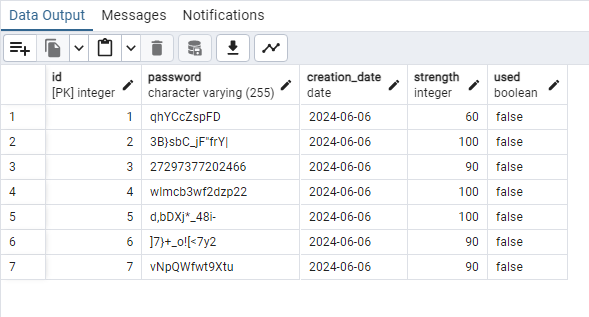 Data Output Messages Notifications
id password creation_date strength used
[PK] integer character varying (255) date integer boolean
1 1 qhYCcZspFD 2024-06-06 60 false
2 2 3B}sbC_jF"frY| 2024-06-06 100 false
3 3 27297377202466 2024-06-06 90 false
4 4 wlmcb3wf2dzp22 2024-06-06 100 false
5 5 d,bDXj*_48i- 2024-06-06 100 false
6 6 ]7}+_o![<7y2 2024-06-06 90 false
7 7 vNpQWfwt9Xtu 2024-06-06 90 false